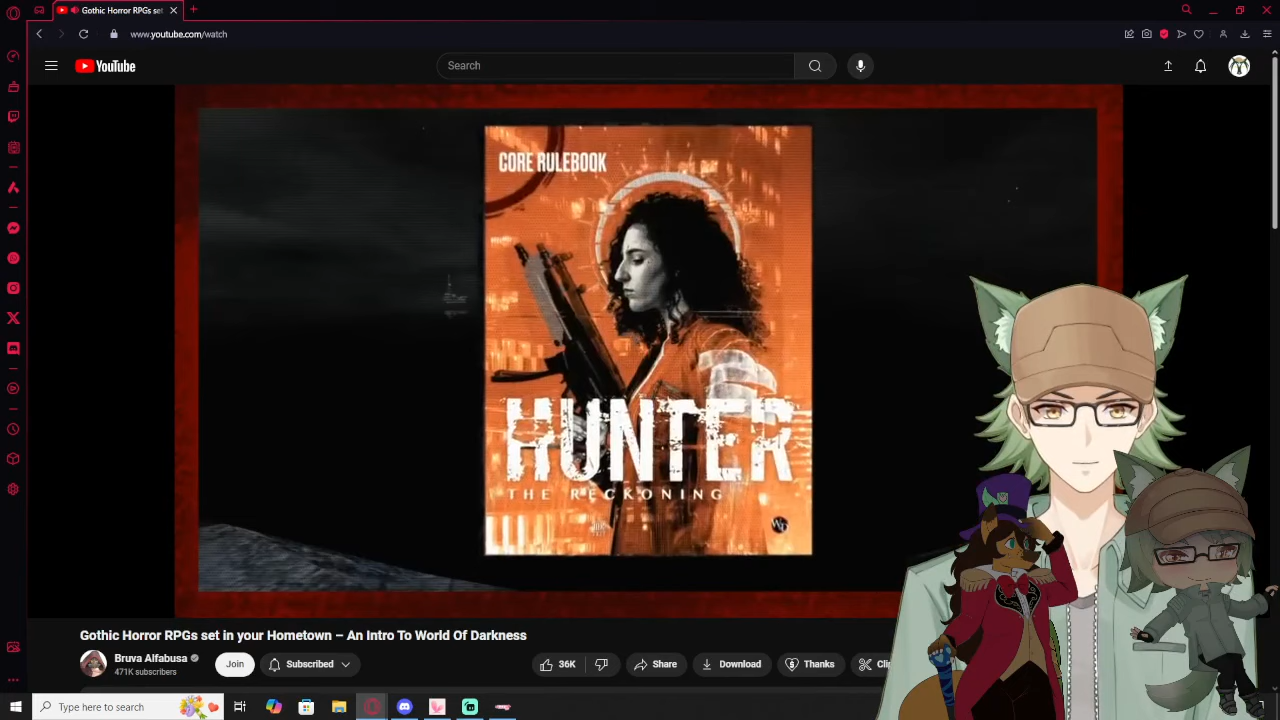 Gothic Horror RPGs set
www.youtube.com/watch
YouTube
Search
CORE RULEBOOK
HUNTER
THE RECKONING
Gothic Horror RPGs set in your Hometown – An Intro To World Of Darkness
Bruva Alfabusa
471K subscribers
Join
Subscribed
36K
Share
Download
Thanks
Cli
Type here to search